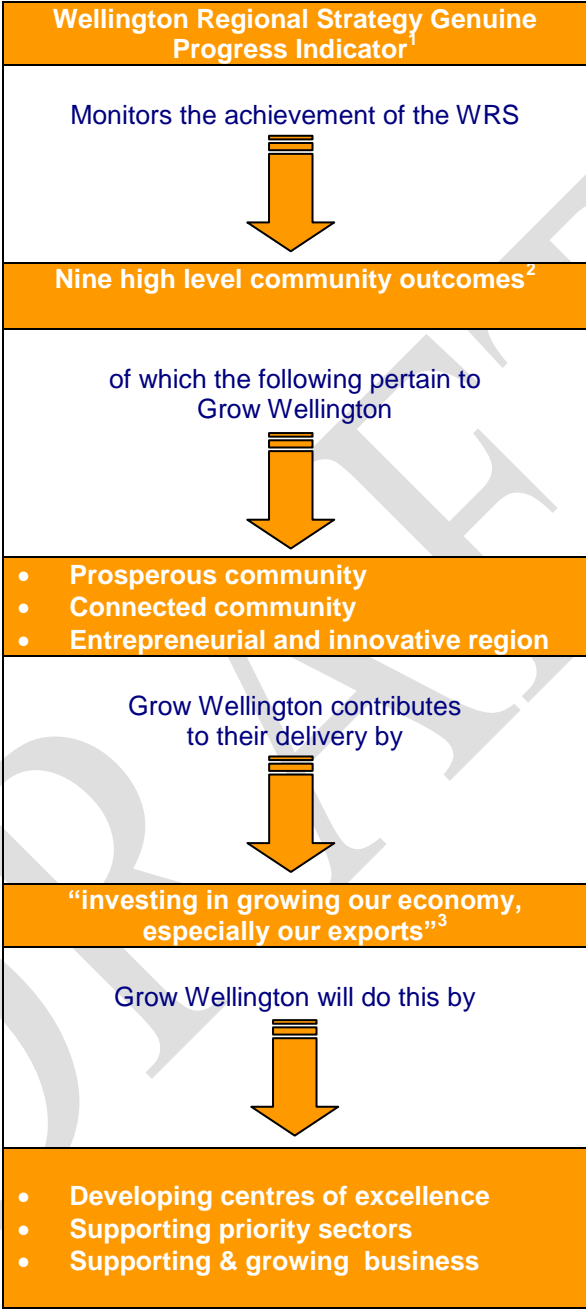 Wellington Regional Strategy Genuine
Progress Indicator1
Monitors the achievement of the WRS
Nine high level community outcomes2
of which the following pertain to
Grow Wellington
• Prosperous community
• Connected community
• Entrepreneurial and innovative region
Grow Wellington contributes
to their delivery by
“investing in growing our economy,
especially our exports”3
Grow Wellington will do this by
• Developing centres of excellence
• Supporting priority sectors
• Supporting & growing business
DRAFT